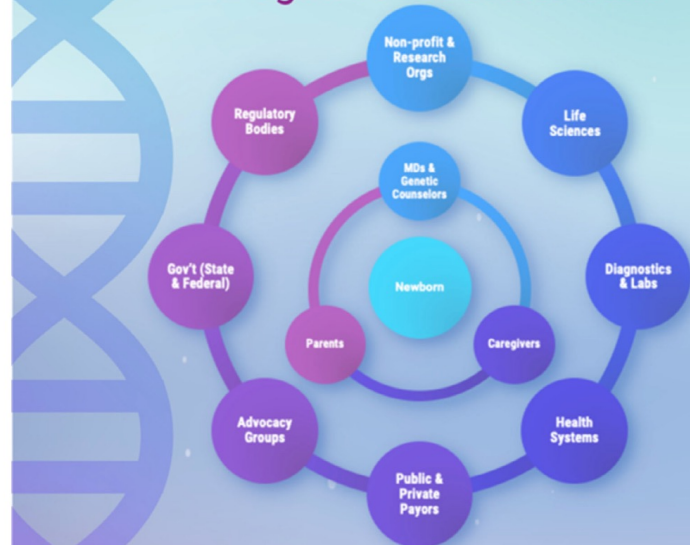 Non-profit &
Research
Orgs
Regulatory
Bodies
Life
Sciences
MDs &
Genetic
Counselors
Gov't (State
& Federal)
Newborn
Diagnostics
& Labs
Parents
Caregivers
Advocacy
Groups
Health
Systems
Public &
Private
Payors